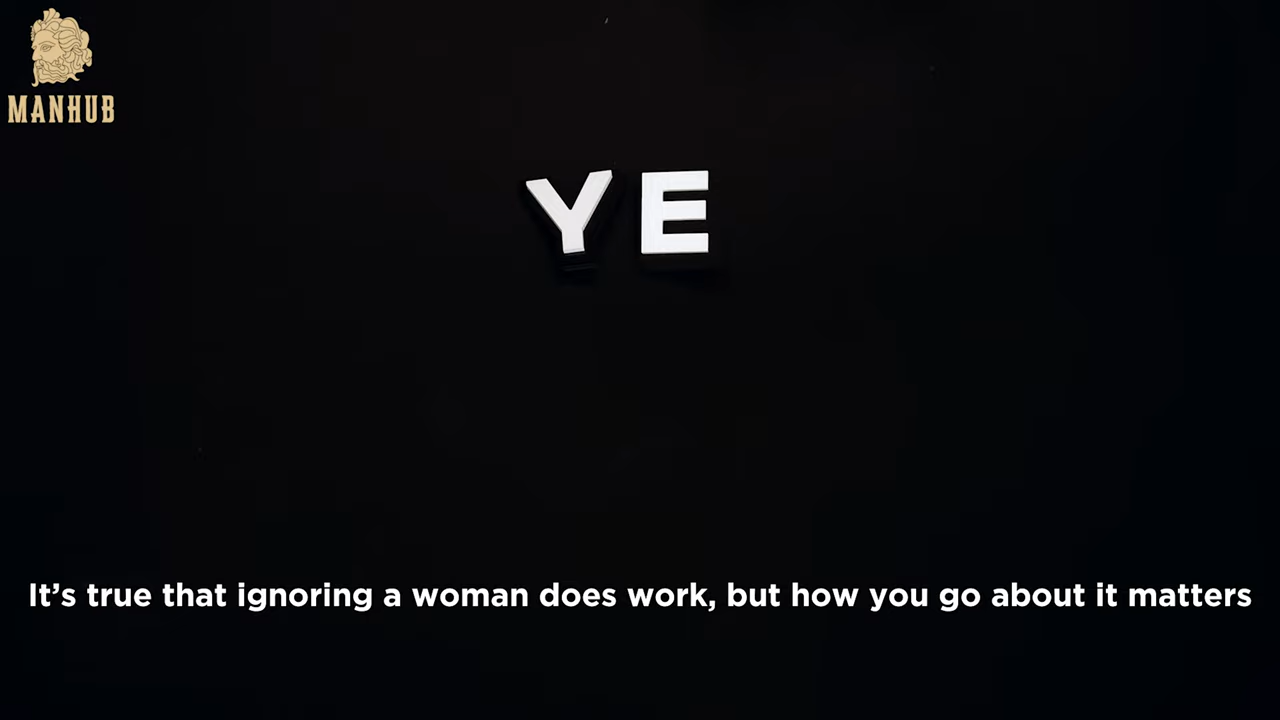 MANHUB
YE
It's true that ignoring a woman does work, but how you go about it matters